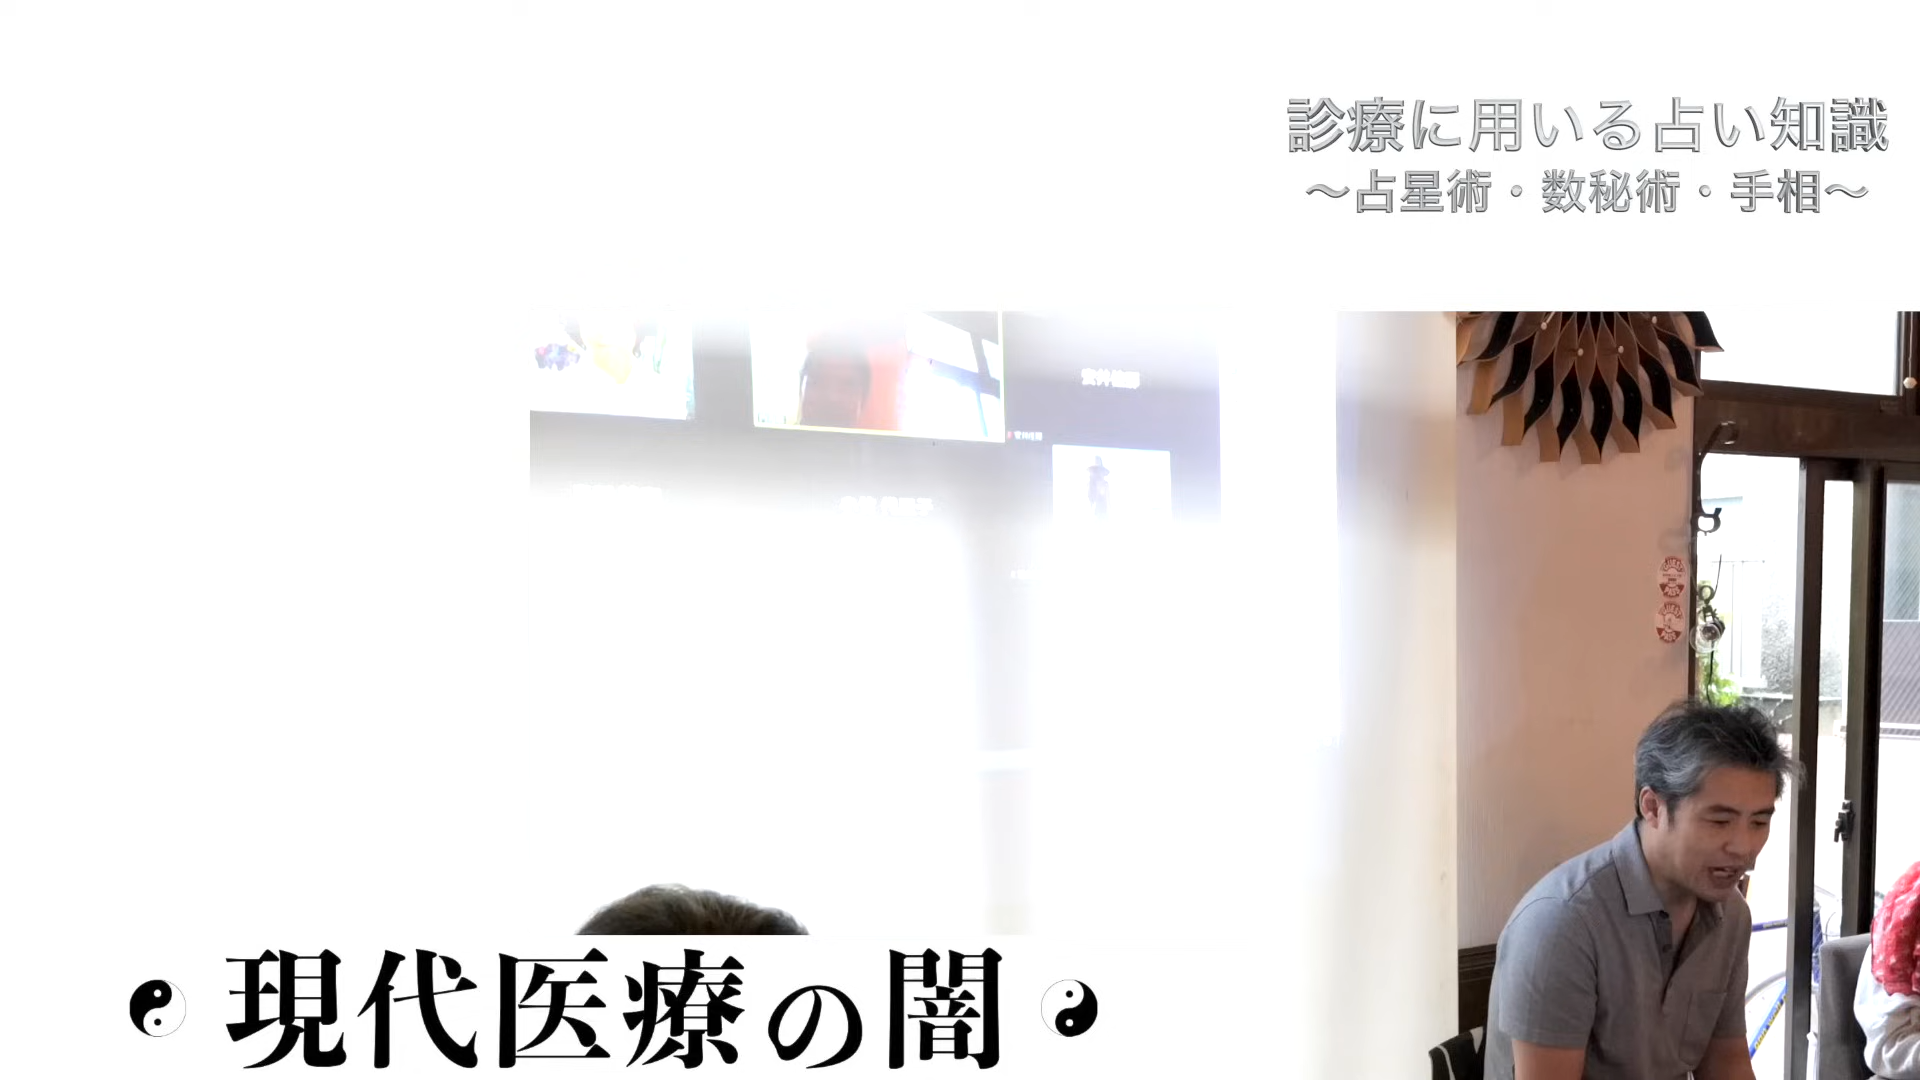 診療に用いる占い知識
～占星術・数秘術・手相～
現代医療の闇